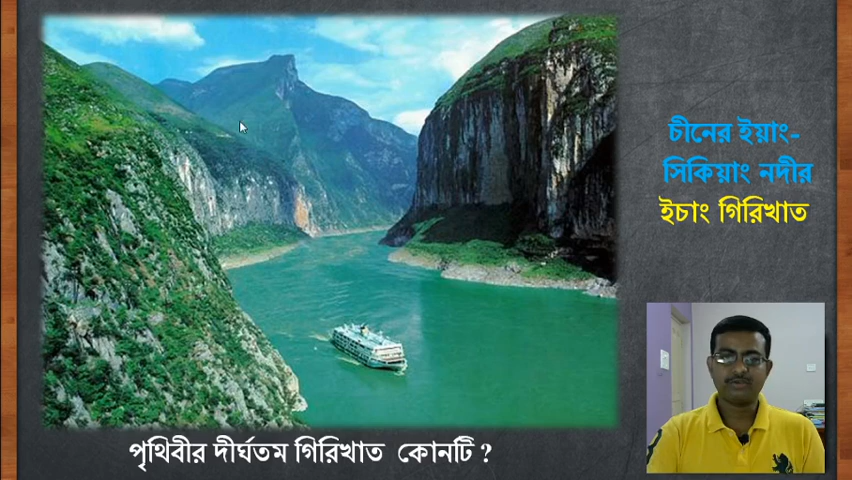 চীনের ইয়াং-
সিকিয়াং নদীর
ইচাং গিরিখাত
পৃথিবীর দীর্ঘতম গিরিখাত কোনটি ?